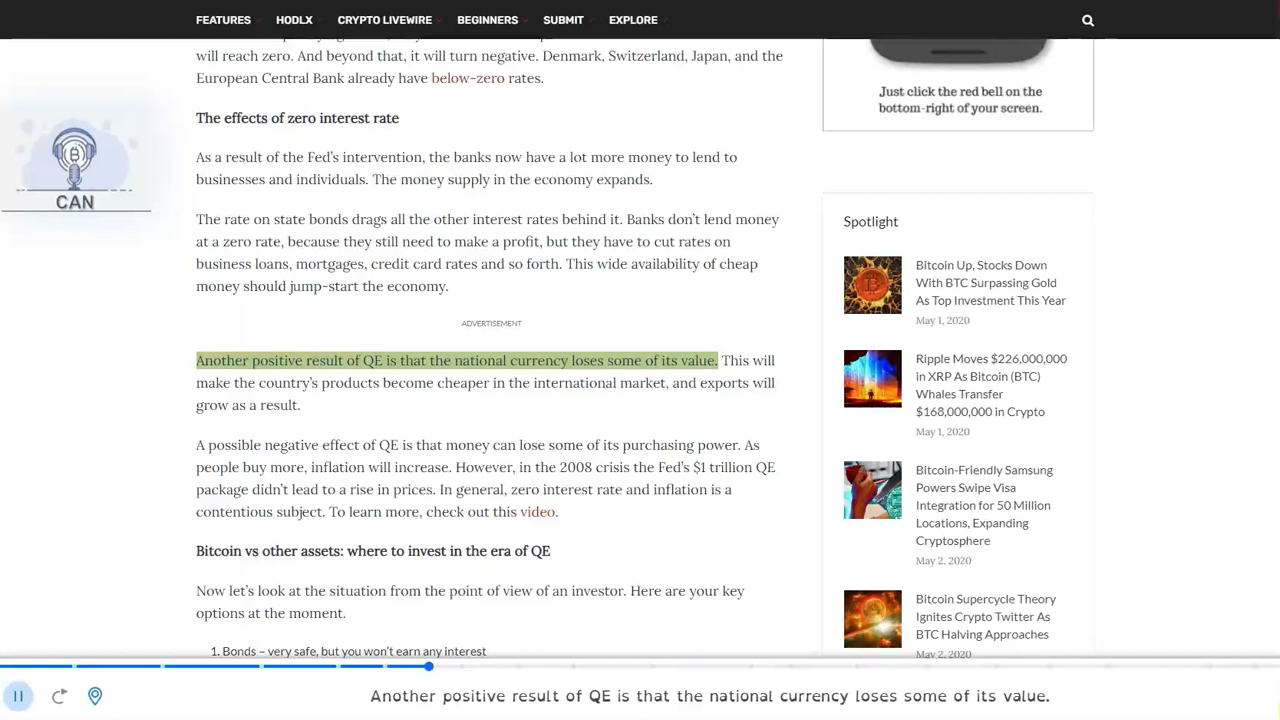 FEATURES HODLX CRYPTO LIVEWIRE BEGINNERS SUBMIT EXPLORE
will reach zero. And beyond that, it will turn negative. Denmark, Switzerland, Japan, and the
European Central Bank already have below-zero rates.
The effects of zero interest rate
As a result of the Fed’s intervention, the banks now have a lot more money to lend to
businesses and individuals. The money supply in the economy expands.
The rate on state bonds drags all the other interest rates behind it. Banks don’t lend money
at a zero rate, because they still need to make a profit, but they have to cut rates on
business loans, mortgages, credit card rates and so forth. This wide availability of cheap
money should jump-start the economy.
ADVERTISEMENT
Another positive result of QE is that the national currency loses some of its value. This will
make the country’s products become cheaper in the international market, and exports will
grow as a result.
A possible negative effect of QE is that money can lose some of its purchasing power. As
people buy more, inflation will increase. However, in the 2008 crisis the Fed’s $1 trillion QE
package didn’t lead to a rise in prices. In general, zero interest rate and inflation is a
contentious subject. To learn more, check out this video.
Bitcoin vs other assets: where to invest in the era of QE
Now let’s look at the situation from the point of view of an investor. Here are your key
options at the moment.
1. Bonds – very safe, but you won’t earn any interest
CAN
Just click the red bell on the
bottom-right of your screen.
Spotlight
Bitcoin Up, Stocks Down
With BTC Surpassing Gold
As Top Investment This Year
May 1, 2020
Ripple Moves $226,000,000
in XRP As Bitcoin (BTC)
Whales Transfer
$168,000,000 in Crypto
May 1, 2020
Bitcoin-Friendly Samsung
Powers Swipe Visa
Integration for 50 Million
Locations, Expanding
Cryptosphere
May 2, 2020
Bitcoin Supercycle Theory
Ignites Crypto Twitter As
BTC Halving Approaches
May 2, 2020
Another positive result of QE is that the national currency loses some of its value.